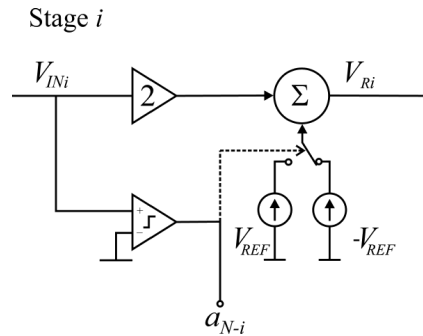 Stage i
V_INi
2
Σ
V_Ri
+
−
V_REF
-V_REF
a_N-i